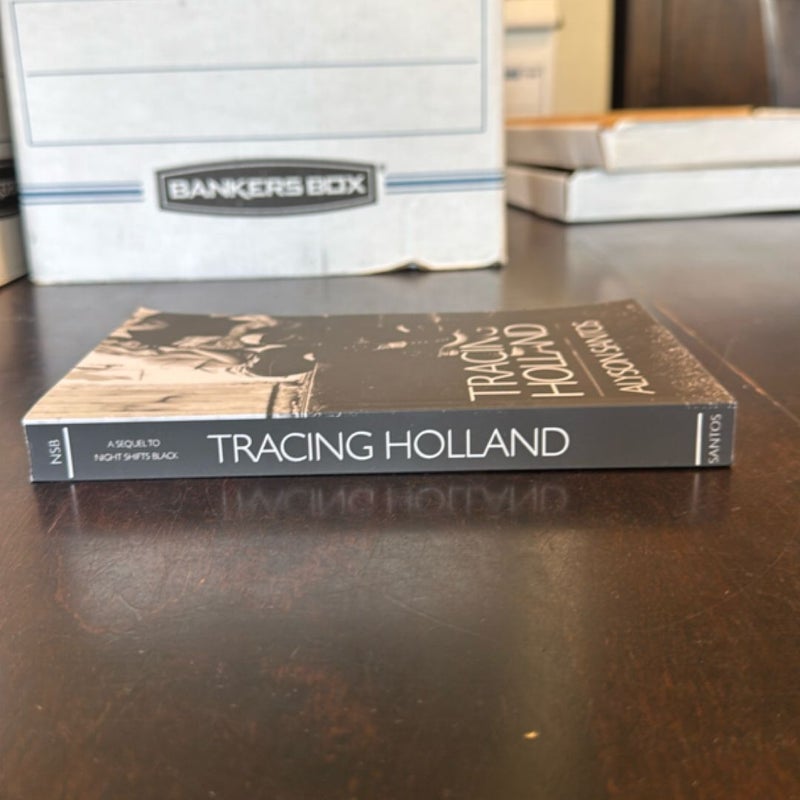 BANKERS BOX
TRACING
HOLLAND
ALISON SANTOS
NSB
A SEQUEL TO
NIGHT SHIFTS BLACK
TRACING HOLLAND
SANTOS